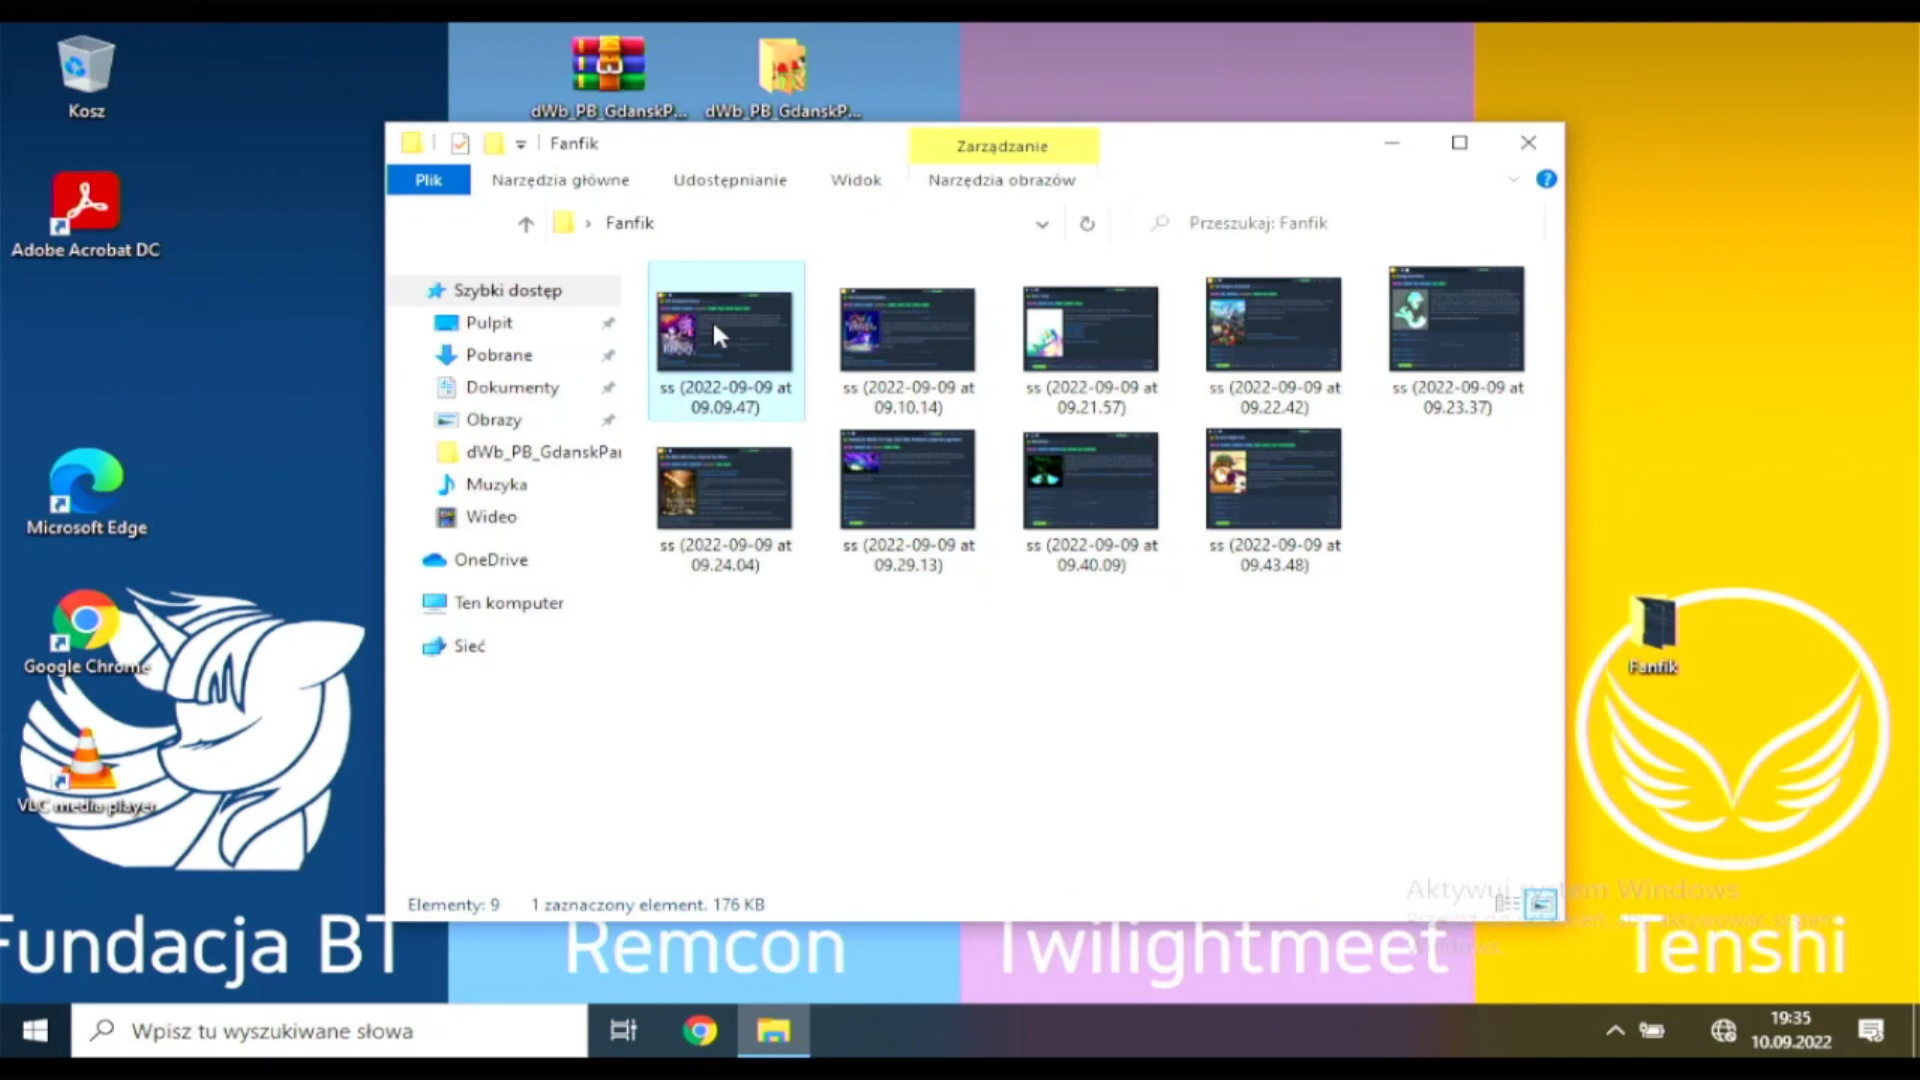 Kosz
dWb_PB_GdanskP...
dWb_PB_GdanskP...
Adobe Acrobat DC
Microsoft Edge
Google Chrome
VLC media player
Fanfik
Zarządzanie
Plik
Narzędzia główne
Udostępnianie
Widok
Narzędzia obrazów
Fanfik
Przeszukaj: Fanfik
Szybki dostęp
Pulpit
Pobrane
Dokumenty
Obrazy
dWb_PB_GdanskPar
Muzyka
Wideo
OneDrive
Ten komputer
Sieć
ss (2022-09-09 at
09.09.47)
ss (2022-09-09 at
09.10.14)
ss (2022-09-09 at
09.21.57)
ss (2022-09-09 at
09.22.42)
ss (2022-09-09 at
09.23.37)
ss (2022-09-09 at
09.24.04)
ss (2022-09-09 at
09.29.13)
ss (2022-09-09 at
09.40.09)
ss (2022-09-09 at
09.43.48)
Elementy: 9
1 zaznaczony element. 176 KB
Fanfik
Aktywuj system Windows
Fundacja BT
Remcon
Twilightmeet
Tenshi
Wpisz tu wyszukiwane słowa
19:35
10.09.2022